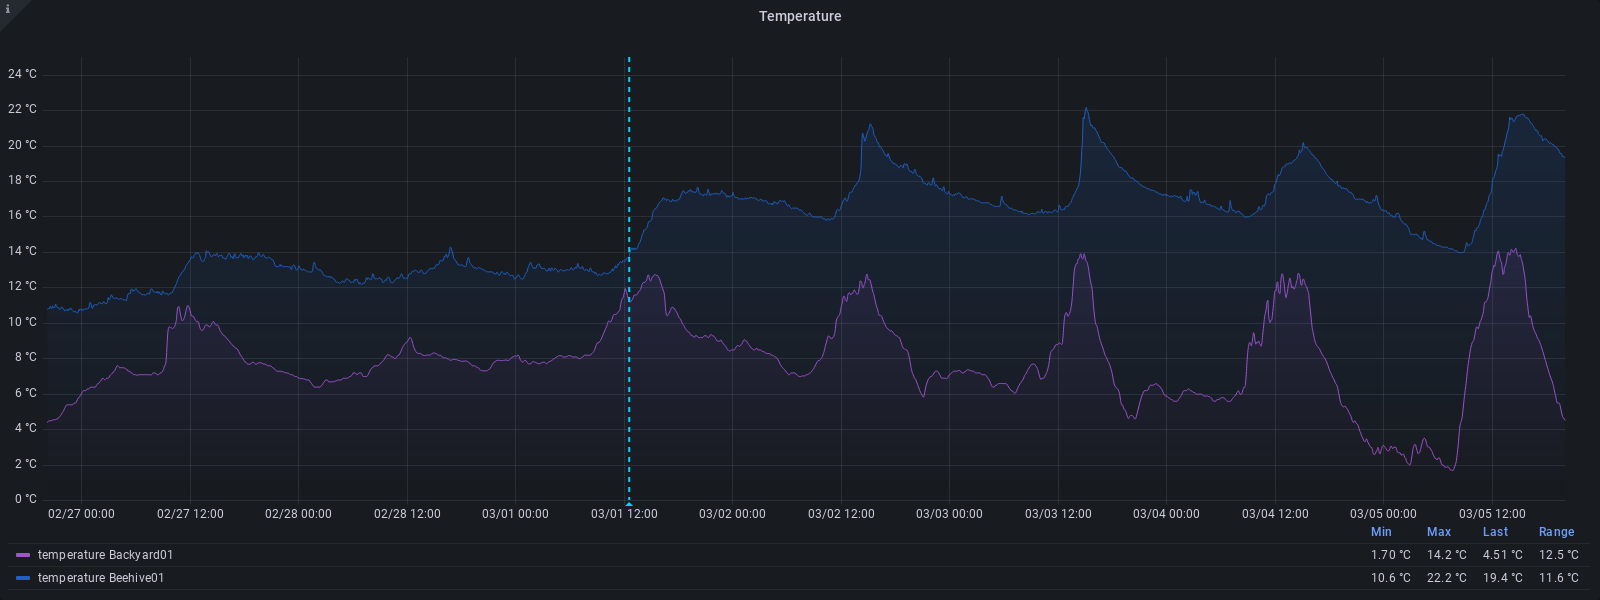 i
Temperature
24 °C
22 °C
20 °C
18 °C
16 °C
14 °C
12 °C
10 °C
8 °C
6 °C
4 °C
2 °C
0 °C
02/27 00:00 02/27 12:00 02/28 00:00 02/28 12:00 03/01 00:00 03/01 12:00 03/02 00:00 03/02 12:00 03/03 00:00 03/03 12:00 03/04 00:00 03/04 12:00 03/05 00:00 03/05 12:00
Min Max Last Range
temperature Backyard01 1.70 °C 14.2 °C 4.51 °C 12.5 °C
temperature Beehive01 10.6 °C 22.2 °C 19.4 °C 11.6 °C